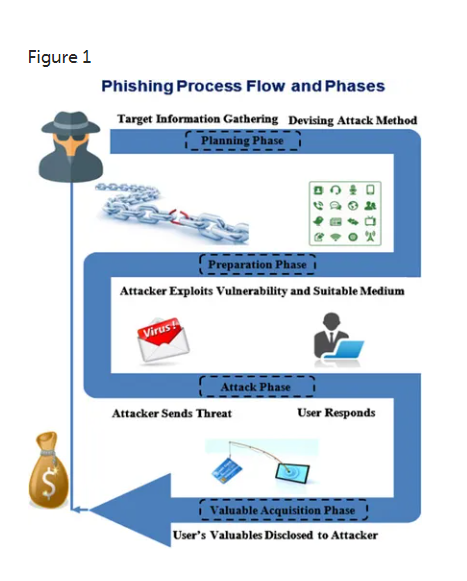 Figure 1
Phishing Process Flow and Phases
Target Information Gathering
Devising Attack Method
Planning Phase
Preparation Phase
Attacker Exploits Vulnerability and Suitable Medium
Virus!
Attack Phase
Attacker Sends Threat
User Responds
$
Valuable Acquisition Phase
User's Valuables Disclosed to Attacker